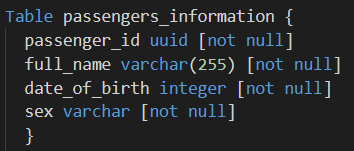 Table passengers_information {
passenger_id uuid [not null]
full_name varchar(255) [not null]
date_of_birth integer [not null]
sex varchar [not null]
}